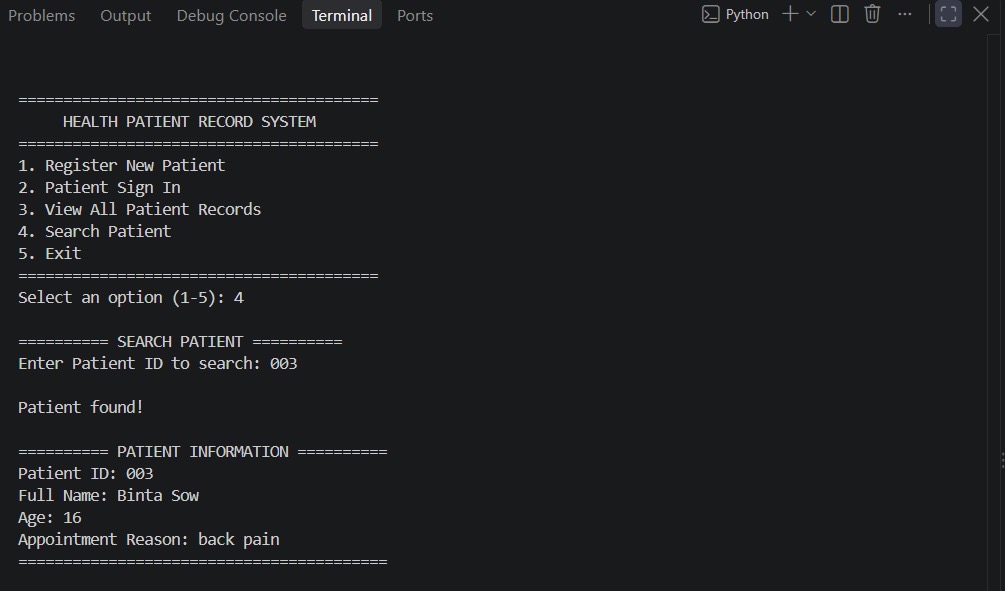 Problems Output Debug Console Terminal Ports Python
========================================
HEALTH PATIENT RECORD SYSTEM
========================================
1. Register New Patient
2. Patient Sign In
3. View All Patient Records
4. Search Patient
5. Exit
========================================
Select an option (1-5): 4
========== SEARCH PATIENT ==========
Enter Patient ID to search: 003
Patient found!
========== PATIENT INFORMATION ==========
Patient ID: 003
Full Name: Binta Sow
Age: 16
Appointment Reason: back pain
=========================================